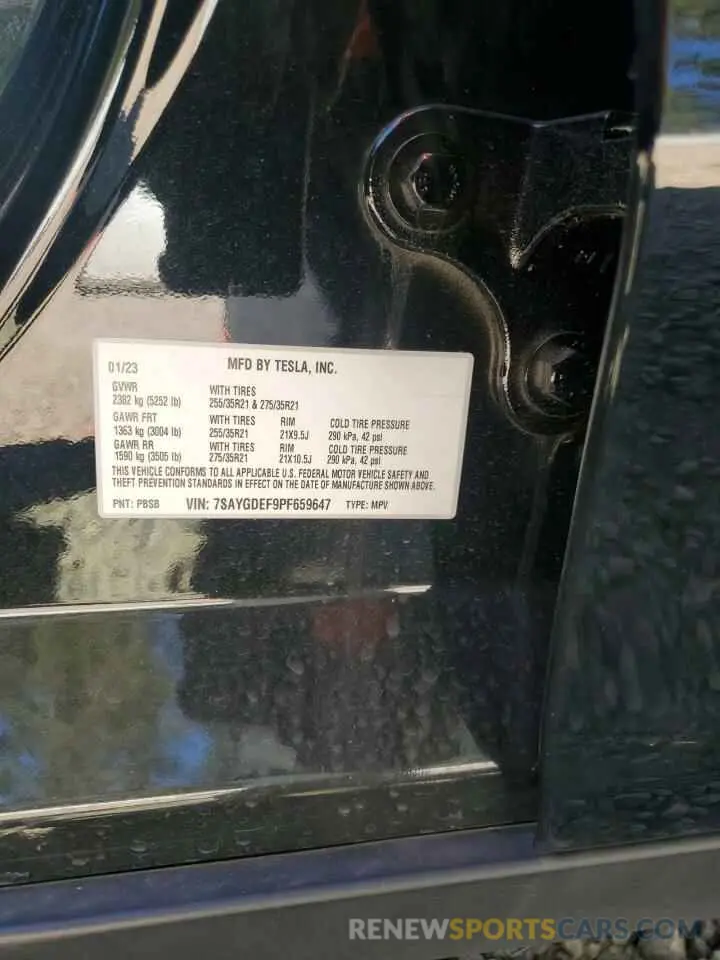 01/23 MFD BY TESLA, INC.
GVWR WITH TIRES
2382 kg (5252 lb) 255/35R21 & 275/35R21
GAWR FRT WITH TIRES RIM COLD TIRE PRESSURE
1363 kg (3004 lb) 255/35R21 21X9.5J 290 kPa, 42 psi
GAWR RR WITH TIRES RIM COLD TIRE PRESSURE
1590 kg (3505 lb) 275/35R21 21X10.5J 290 kPa, 42 psi
THIS VEHICLE CONFORMS TO ALL APPLICABLE U.S. FEDERAL MOTOR VEHICLE SAFETY AND
THEFT PREVENTION STANDARDS IN EFFECT ON THE DATE OF MANUFACTURE SHOWN ABOVE.
PNT: PBSB VIN: 7SAYGDEF9PF659647 TYPE: MPV
RENEWSPORTSCARS.COM